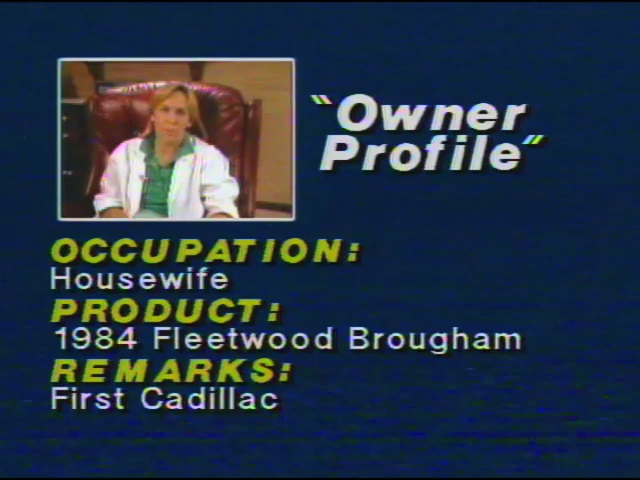 "Owner
Profile"
OCCUPATION:
Housewife
PRODUCT:
1984 Fleetwood Brougham
REMARKS:
First Cadillac